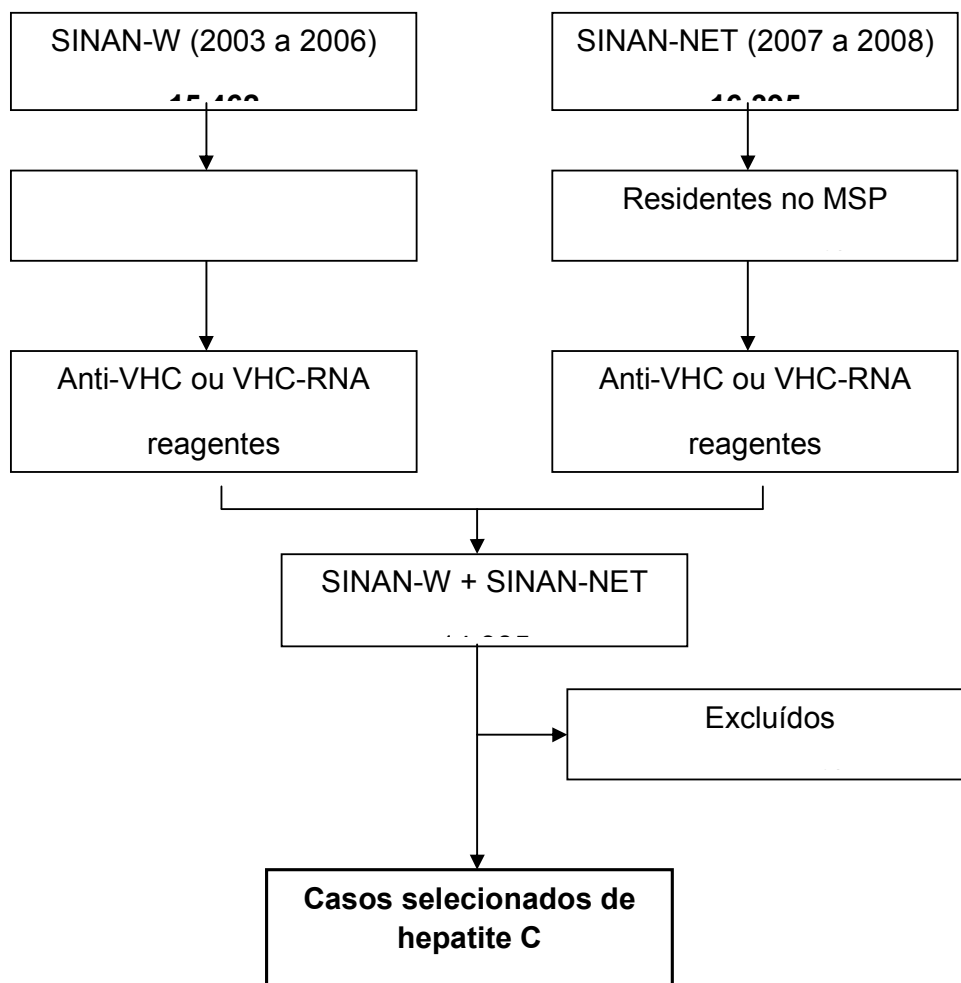 SINAN-W (2003 a 2006)
SINAN-NET (2007 a 2008)
Residentes no MSP
Anti-VHC ou VHC-RNA
reagentes
Anti-VHC ou VHC-RNA
reagentes
SINAN-W + SINAN-NET
Excluídos
Casos selecionados de
hepatite C